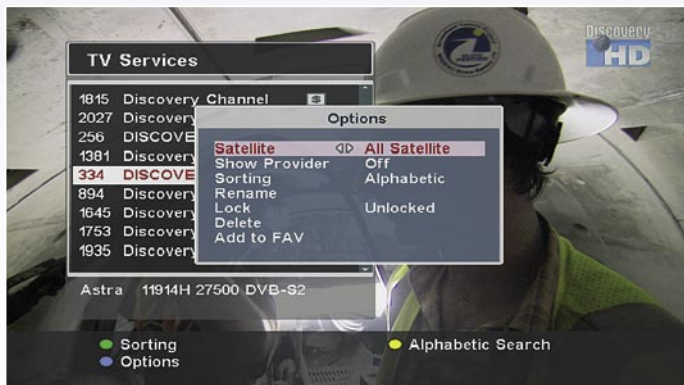 Discovery
HD
TV Services
1815 Discovery Channel S
2027 Discovery
256 DISCOVE
1381 Discovery
334 DISCOVE
894 Discovery
1645 Discovery
1753 Discovery
1935 Discovery
Options
Satellite All Satellite
Show Provider Off
Sorting Alphabetic
Rename
Lock Unlocked
Delete
Add to FAV
Astra 11914H 27500 DVB-S2
Sorting
Options
Alphabetic Search